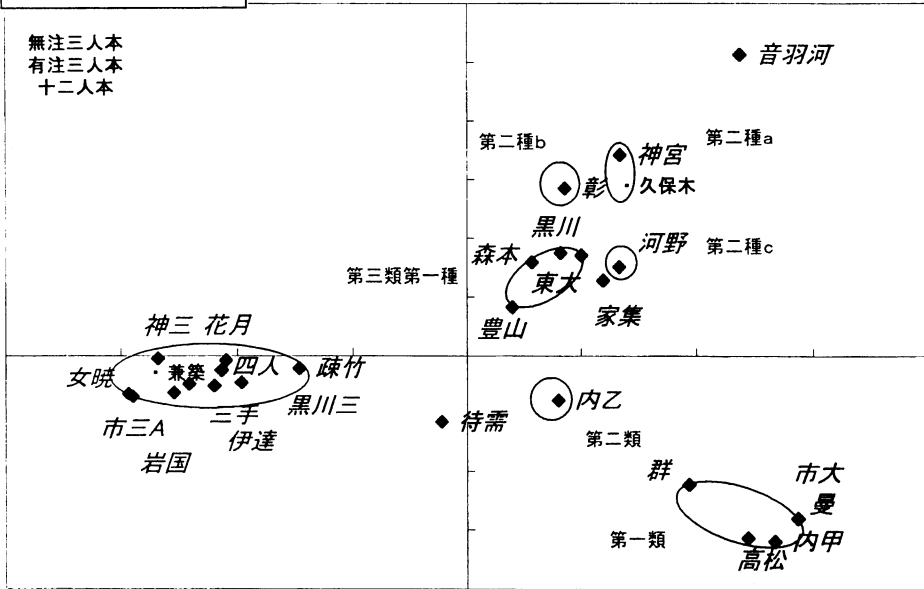 無注三人本
有注三人本
十二人本
音羽河
第二種b
第二種a
神宮
久保木
彰
黒川
森本
河野
第二種c
第三類第一種
東大
家集
豊山
神三 花月
兼築 四人 疎竹
女暁
黒川三
三手
市三A
伊達
岩国
待需
内乙
第二類
群
市大
曼
第一類
内甲
高松